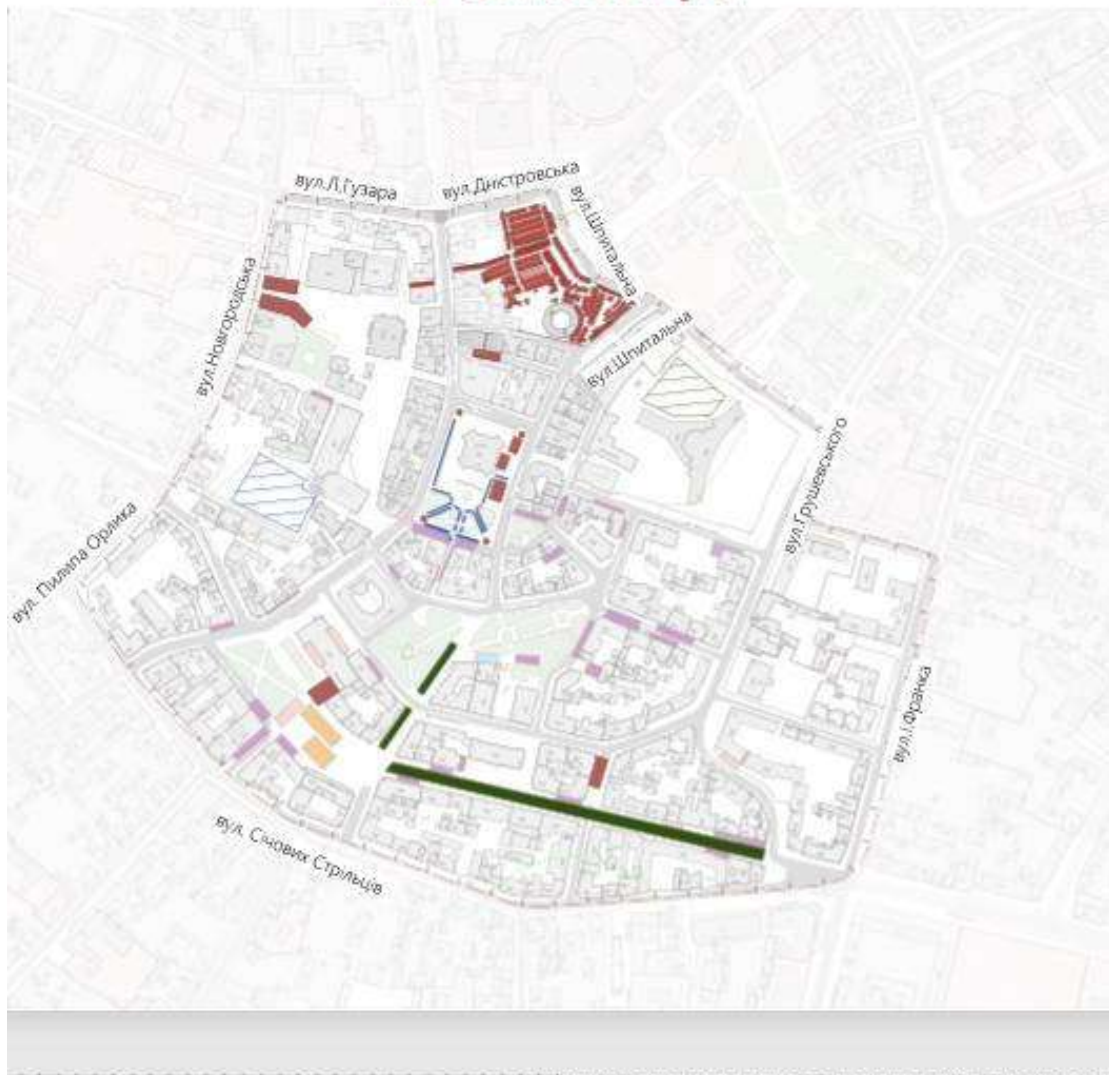 вул.Л.Гузара
вул.Дністровська
вул.Шпитальна
вул.Новгородська
вул.Шпитальна
вул.Грушевського
вул. Пилипа Орлика
вул.І.Франка
вул. Січових Стрільців